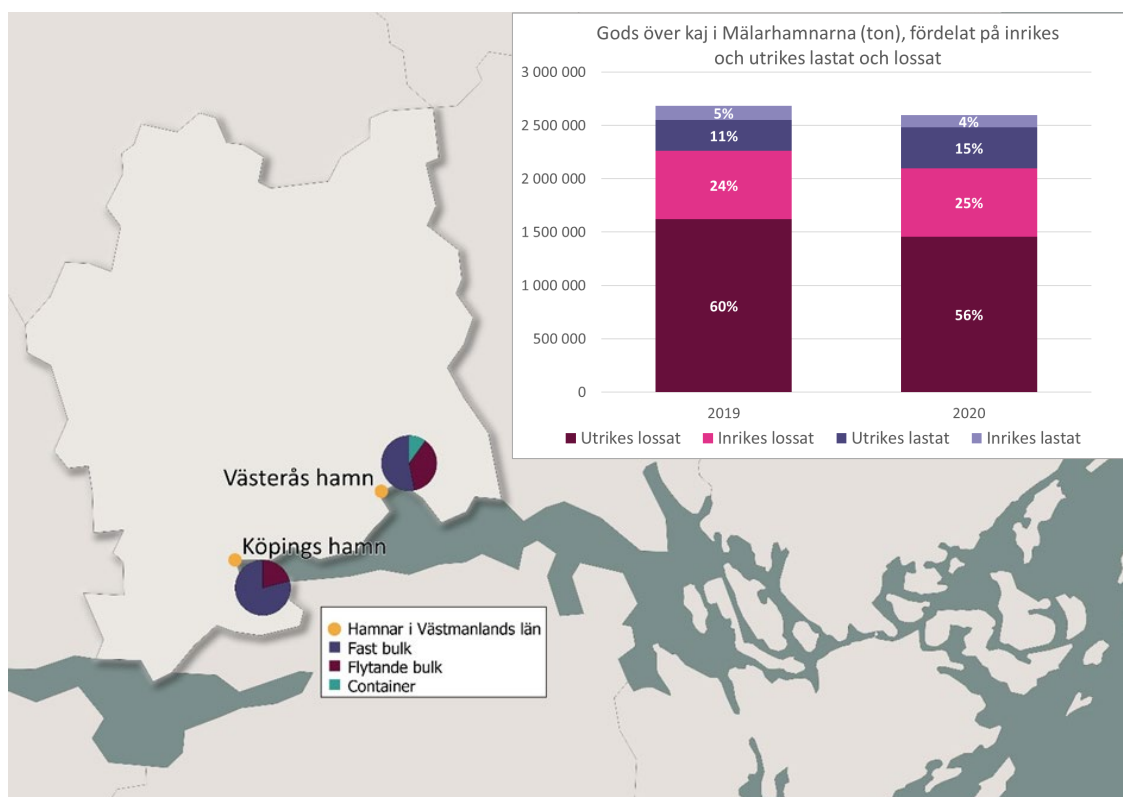 Gods över kaj i Mälarhamnarna (ton), fördelat på inrikes
och utrikes lastat och lossat
3 000 000
2 500 000
2 000 000
1 500 000
1 000 000
500 000
0
5%
11%
24%
60%
4%
15%
25%
56%
2019
2020
Utrikes lossat
Inrikes lossat
Utrikes lastat
Inrikes lastat
Västerås hamn
Köpings hamn
Hamnar i Västmanlands län
Fast bulk
Flytande bulk
Container